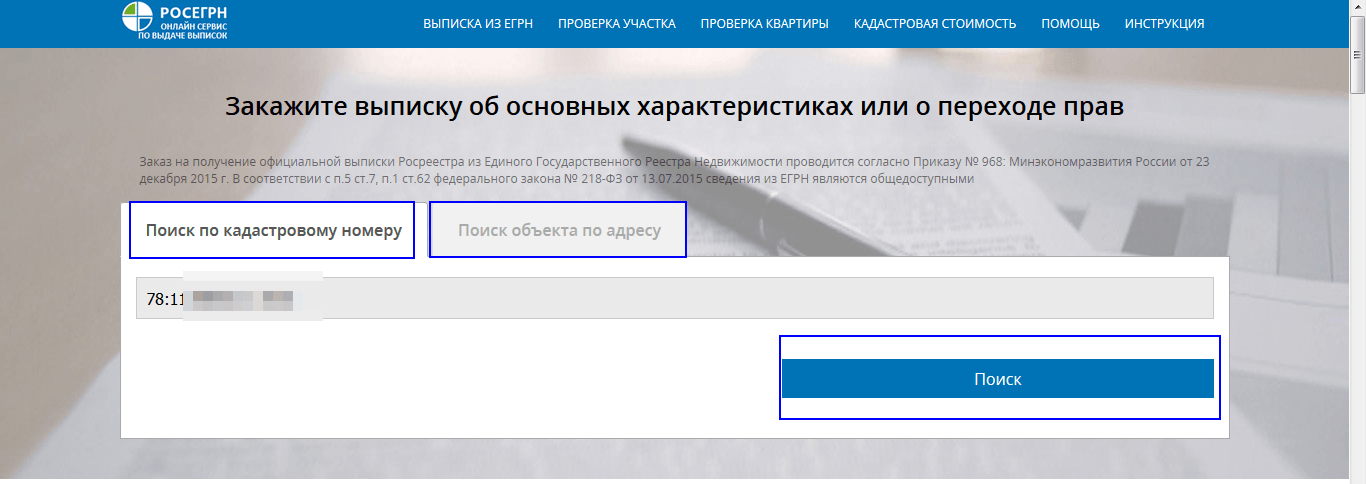 РОСЕГРН
ОНЛАЙН СЕРВИС
ПО ВЫДАЧЕ ВЫПИСОК
ВЫПИСКА ИЗ ЕГРН ПРОВЕРКА УЧАСТКА ПРОВЕРКА КВАРТИРЫ КАДАСТРОВАЯ СТОИМОСТЬ ПОМОЩЬ ИНСТРУКЦИЯ
Закажите выписку об основных характеристиках или о переходе прав
Заказ на получение официальной выписки Росреестра из Единого Государственного Реестра Недвижимости проводится согласно Приказу № 968: Минэкономразвития России от 23
декабря 2015 г. В соответствии с п.5 ст.7, п.1 ст.62 федерального закона № 218-ФЗ от 13.07.2015 сведения из ЕГРН являются общедоступными
Поиск по кадастровому номеру Поиск объекта по адресу
78:11
Поиск